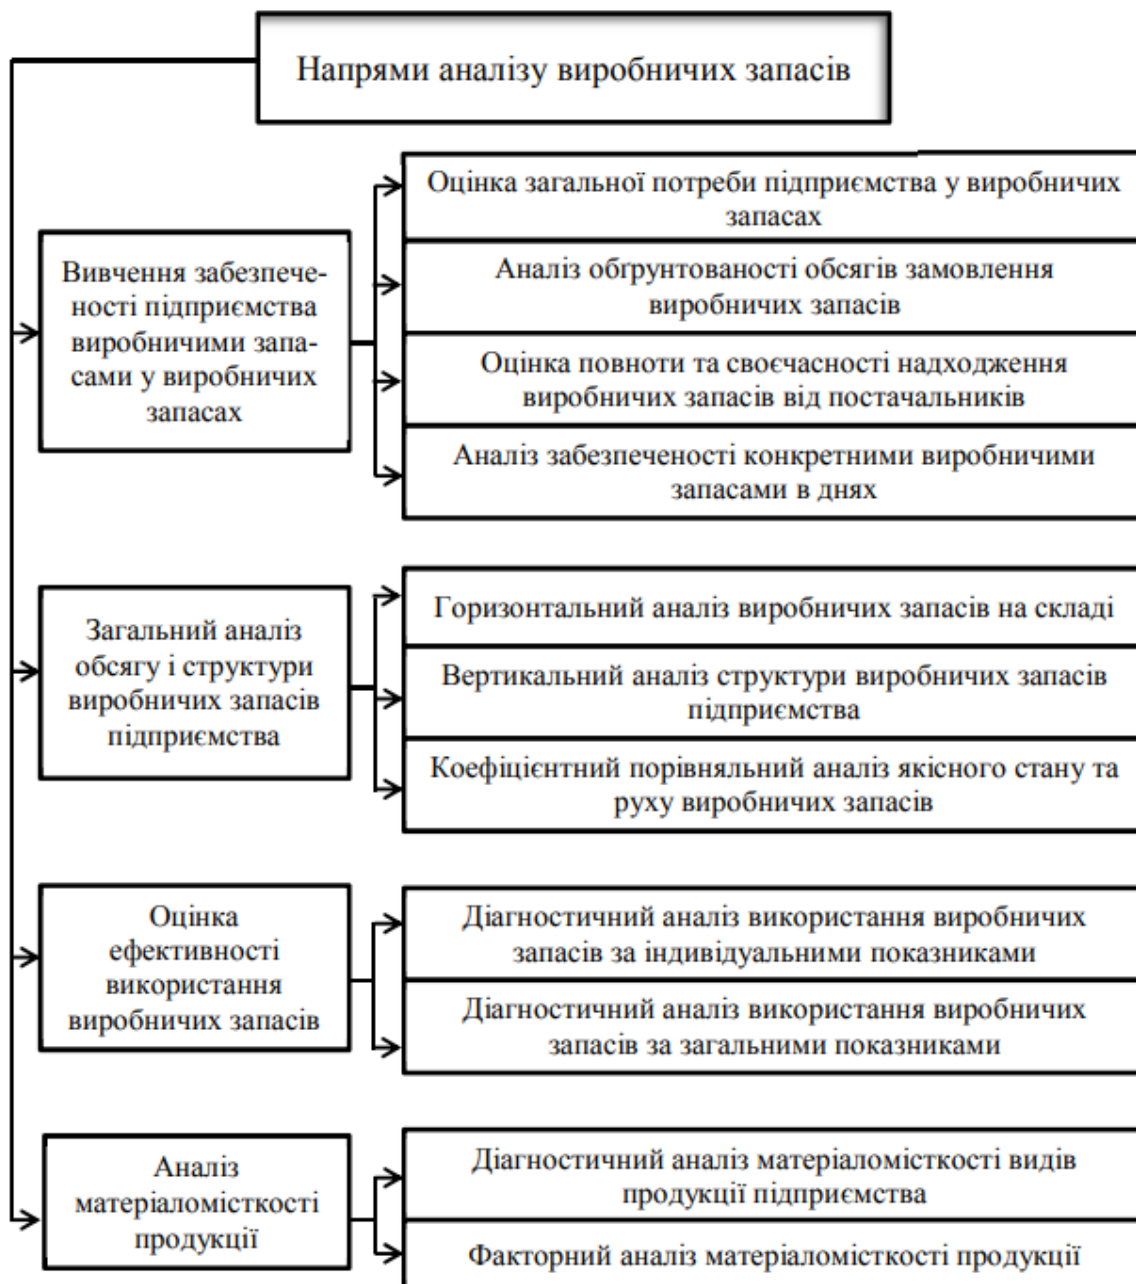 Напрями аналізу виробничих запасів
Вивчення забезпече-
ності підприємства
виробничими запа-
сами у виробничих
запасах
Оцінка загальної потреби підприємства у виробничих
запасах
Аналіз обґрунтованості обсягів замовлення
виробничих запасів
Оцінка повноти та своєчасності надходження
виробничих запасів від постачальників
Аналіз забезпеченості конкретними виробничими
запасами в днях
Загальний аналіз
обсягу і структури
виробничих запасів
підприємства
Горизонтальний аналіз виробничих запасів на складі
Вертикальний аналіз структури виробничих запасів
підприємства
Коефіцієнтний порівняльний аналіз якісного стану та
руху виробничих запасів
Оцінка
ефективності
використання
виробничих запасів
Діагностичний аналіз використання виробничих
запасів за індивідуальними показниками
Діагностичний аналіз використання виробничих
запасів за загальними показниками
Аналіз
матеріаломісткості
продукції
Діагностичний аналіз матеріаломісткості видів
продукції підприємства
Факторний аналіз матеріаломісткості продукції